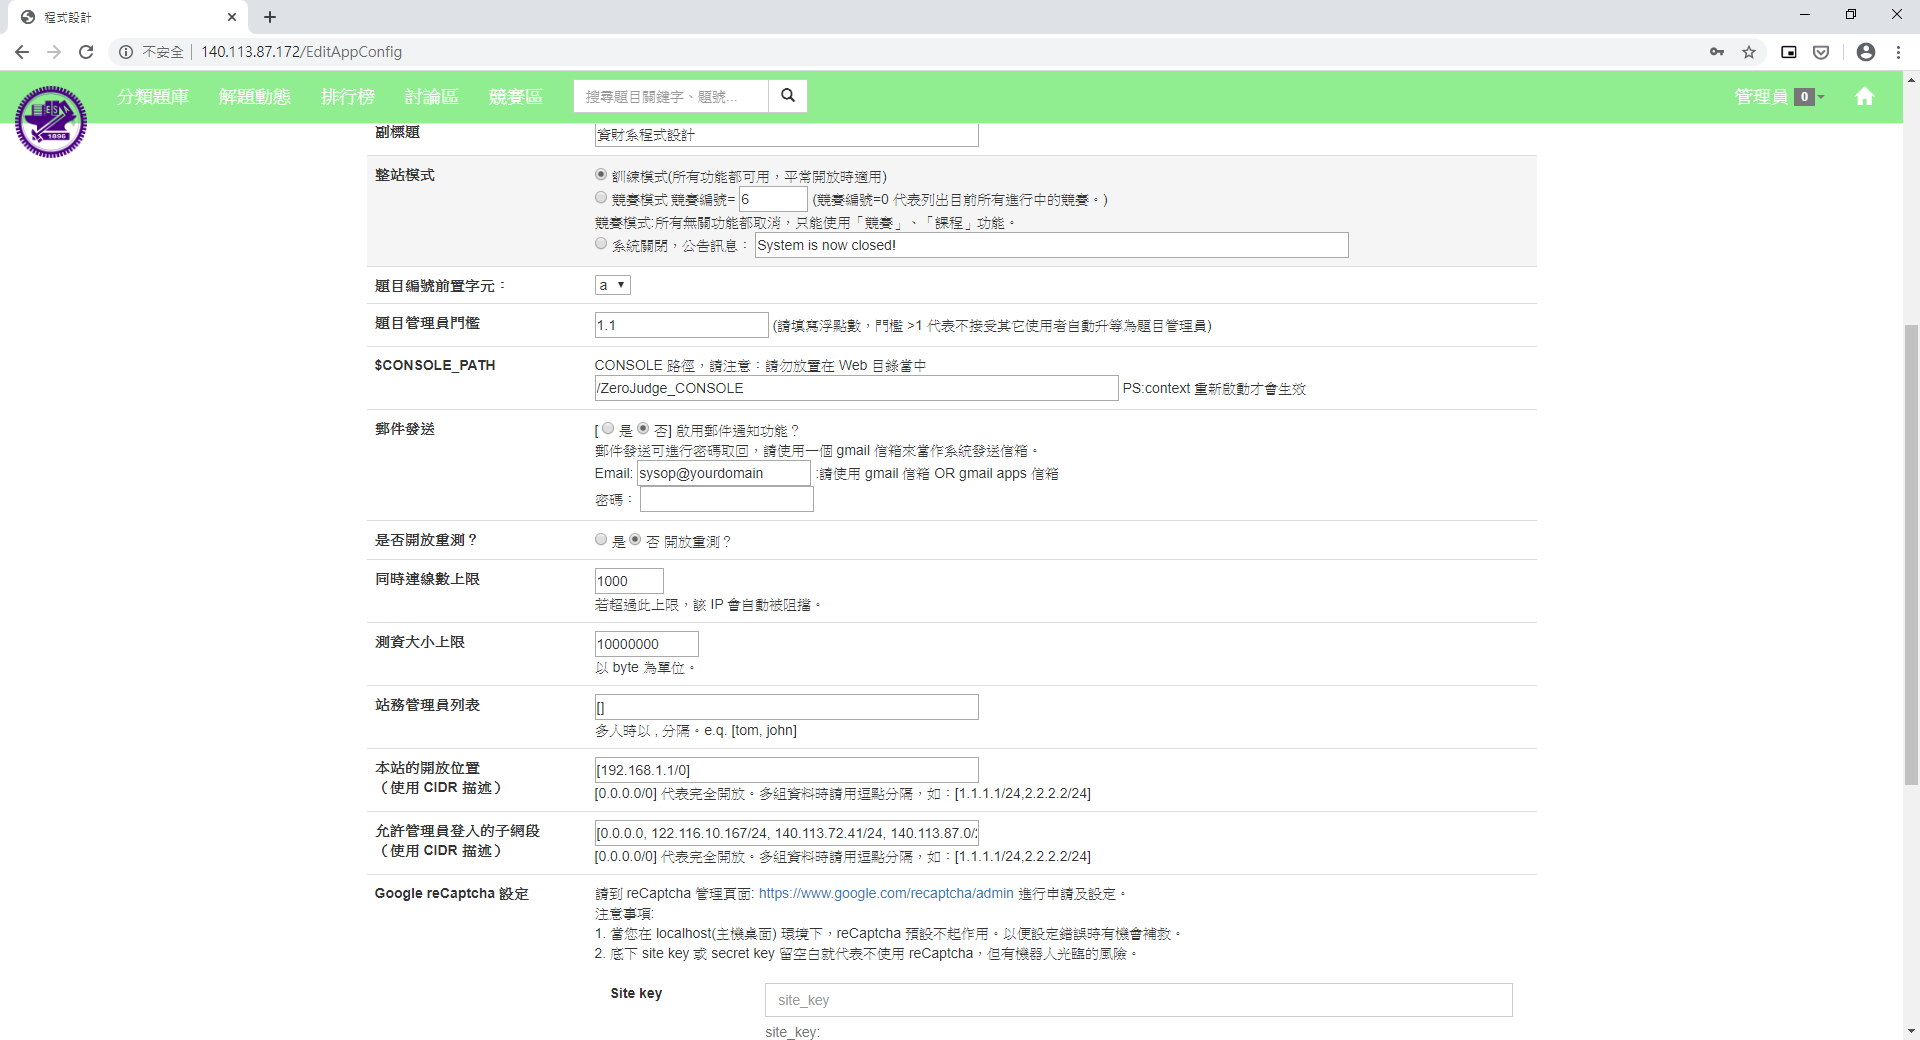 程式設計
不安全 140.113.87.172/EditAppConfig
分類題庫 解題動態 排行榜 討論區 競賽區 搜尋題目關鍵字、題號... 管理員 0
1896
副標題 資財系程式設計
整站模式 訓練模式(所有功能都可用，平常開放時適用)
競賽模式 競賽編號= 6 (競賽編號=0 代表列出目前所有進行中的競賽。)
競賽模式:所有無關功能都取消，只能使用「競賽」、「課程」功能。
系統關閉，公告訊息： System is now closed!
題目編號前置字元： a
題目管理員門檻 1.1 (請填寫浮點數，門檻 >1 代表不接受其它使用者自動升等為題目管理員)
$CONSOLE_PATH CONSOLE 路徑，請注意：請勿放置在 Web 目錄當中
/ZeroJudge_CONSOLE PS:context 重新啟動才會生效
郵件發送 [ 是 否] 啟用郵件通知功能？
郵件發送可進行密碼取回，請使用一個 gmail 信箱來當作系統發送信箱。
Email: sysop@yourdomain :請使用 gmail 信箱 OR gmail apps 信箱
密碼：
是否開放重測？ 是 否 開放重測？
同時連線數上限 1000
若超過此上限，該 IP 會自動被阻擋。
測資大小上限 10000000
以 byte 為單位。
站務管理員列表 []
多人時以 , 分隔。e.q. [tom, john]
本站的開放位置 [192.168.1.1/0]
（使用 CIDR 描述） [0.0.0.0/0] 代表完全開放。多組資料時請用逗點分隔，如：[1.1.1.1/24,2.2.2.2/24]
允許管理員登入的子網段 [0.0.0.0, 122.116.10.167/24, 140.113.72.41/24, 140.113.87.0/
（使用 CIDR 描述） [0.0.0.0/0] 代表完全開放。多組資料時請用逗點分隔，如：[1.1.1.1/24,2.2.2.2/24]
Google reCaptcha 設定 請到 reCaptcha 管理頁面: https://www.google.com/recaptcha/admin 進行申請及設定。
注意事項:
1. 當您在 localhost(主機桌面) 環境下，reCaptcha 預設不起作用。以便設定錯誤時有機會補救。
2. 底下 site key 或 secret key 留空白就代表不使用 reCaptcha，但有機器人光臨的風險。
Site key site_key
site_key: